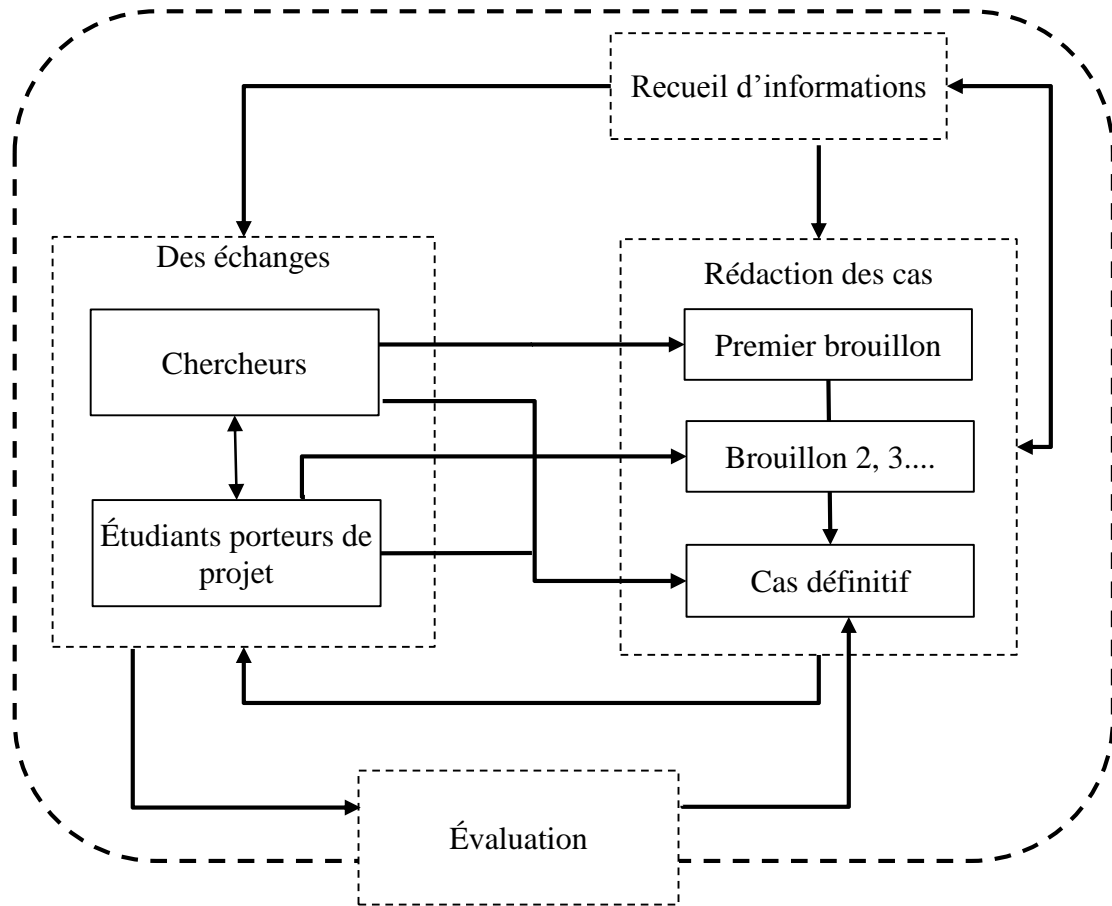 Recueil d’informations
Des échanges
Chercheurs
Étudiants porteurs de
projet
Rédaction des cas
Premier brouillon
Brouillon 2, 3....
Cas définitif
Évaluation